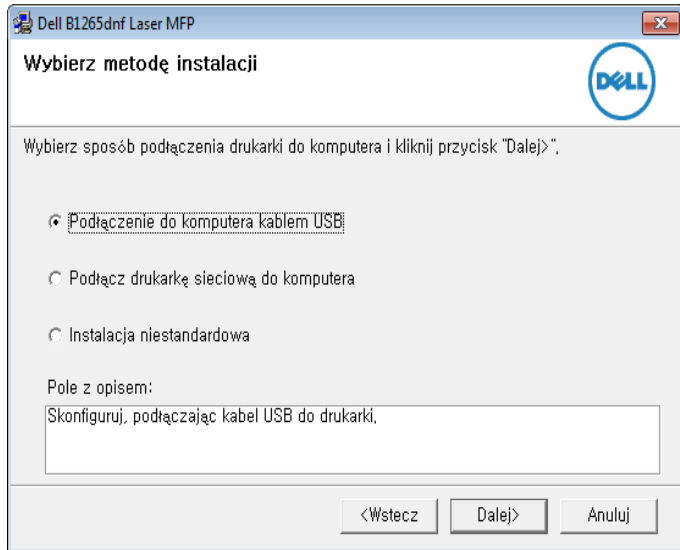 Dell B1265dnf Laser MFP
Wybierz metodę instalacji
DELL
Wybierz sposób podłączenia drukarki do komputera i kliknij przycisk "Dalej>".
Podłączenie do komputera kablem USB
Podłącz drukarkę sieciową do komputera
Instalacja niestandardowa
Pole z opisem:
Skonfiguruj, podłączając kabel USB do drukarki.
<Wstecz Dalej> Anuluj